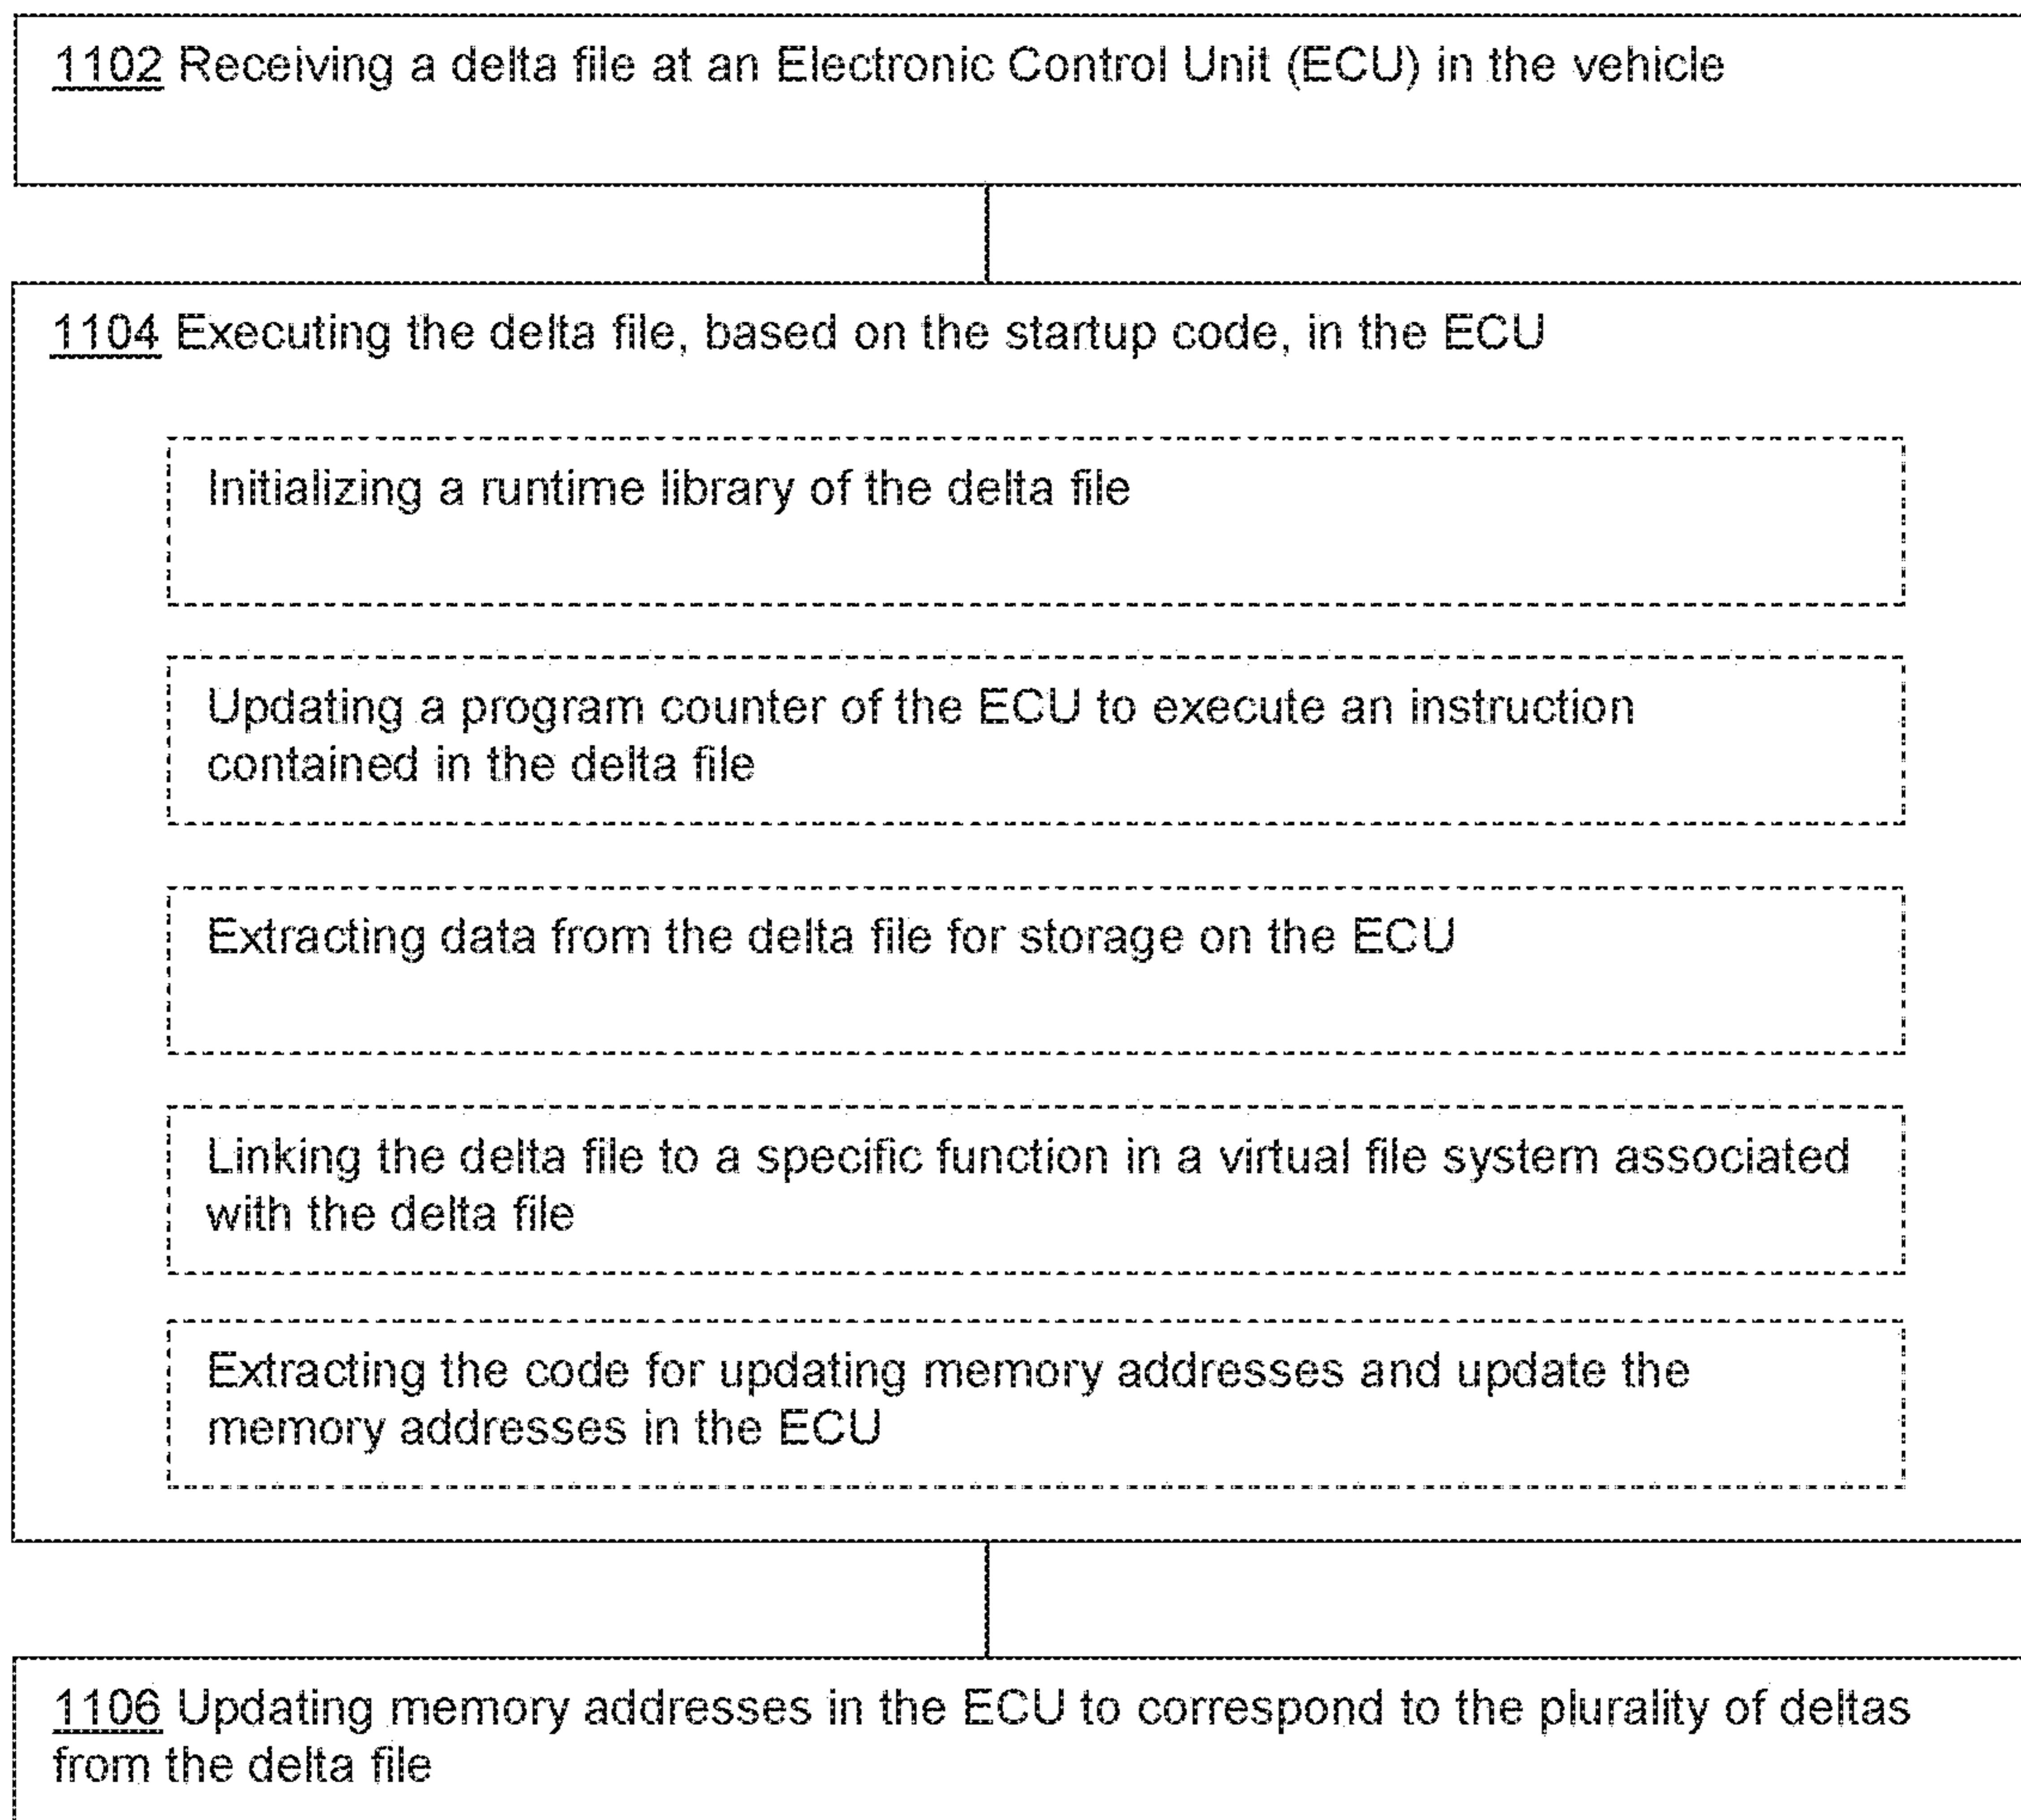 1102 Receiving a delta file at an Electronic Control Unit (ECU) in the vehicle
1104 Executing the delta file, based on the startup code, in the ECU
Initializing a runtime library of the delta file
Updating a program counter of the ECU to execute an instruction
contained in the delta file
Extracting data from the delta file for storage on the ECU
Linking the delta file to a specific function in a virtual file system associated
with the delta file
Extracting the code for updating memory addresses and update the
memory addresses in the ECU
1106 Updating memory addresses in the ECU to correspond to the plurality of deltas
from the delta file